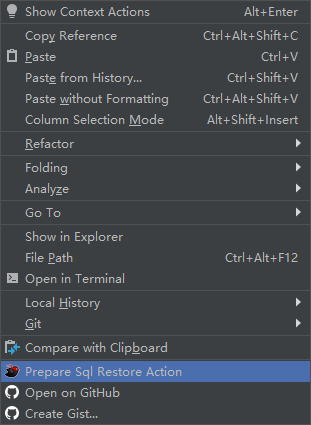 Show Context Actions Alt+Enter
Copy Reference Ctrl+Alt+Shift+C
Paste Ctrl+V
Paste from History... Ctrl+Shift+V
Paste without Formatting Ctrl+Alt+Shift+V
Column Selection Mode Alt+Shift+Insert
Refactor
Folding
Analyze
Go To
Show in Explorer
File Path Ctrl+Alt+F12
Open in Terminal
Local History
Git
Compare with Clipboard
Prepare Sql Restore Action
Open on GitHub
Create Gist...